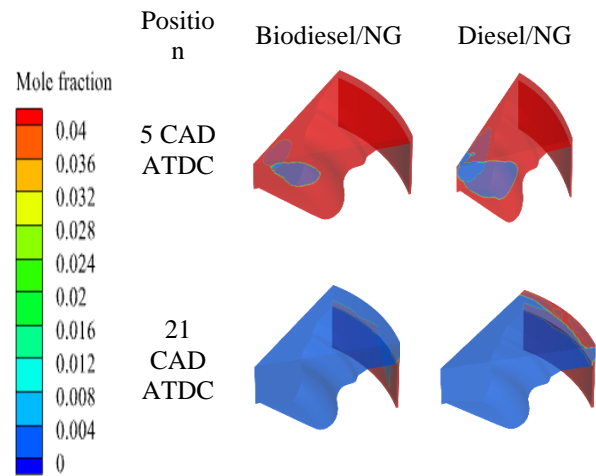 Positio
n
Biodiesel/NG
Diesel/NG
Mole fraction
0.04
0.036
0.032
0.028
0.024
0.02
0.016
0.012
0.008
0.004
0
5 CAD
ATDC
21
CAD
ATDC